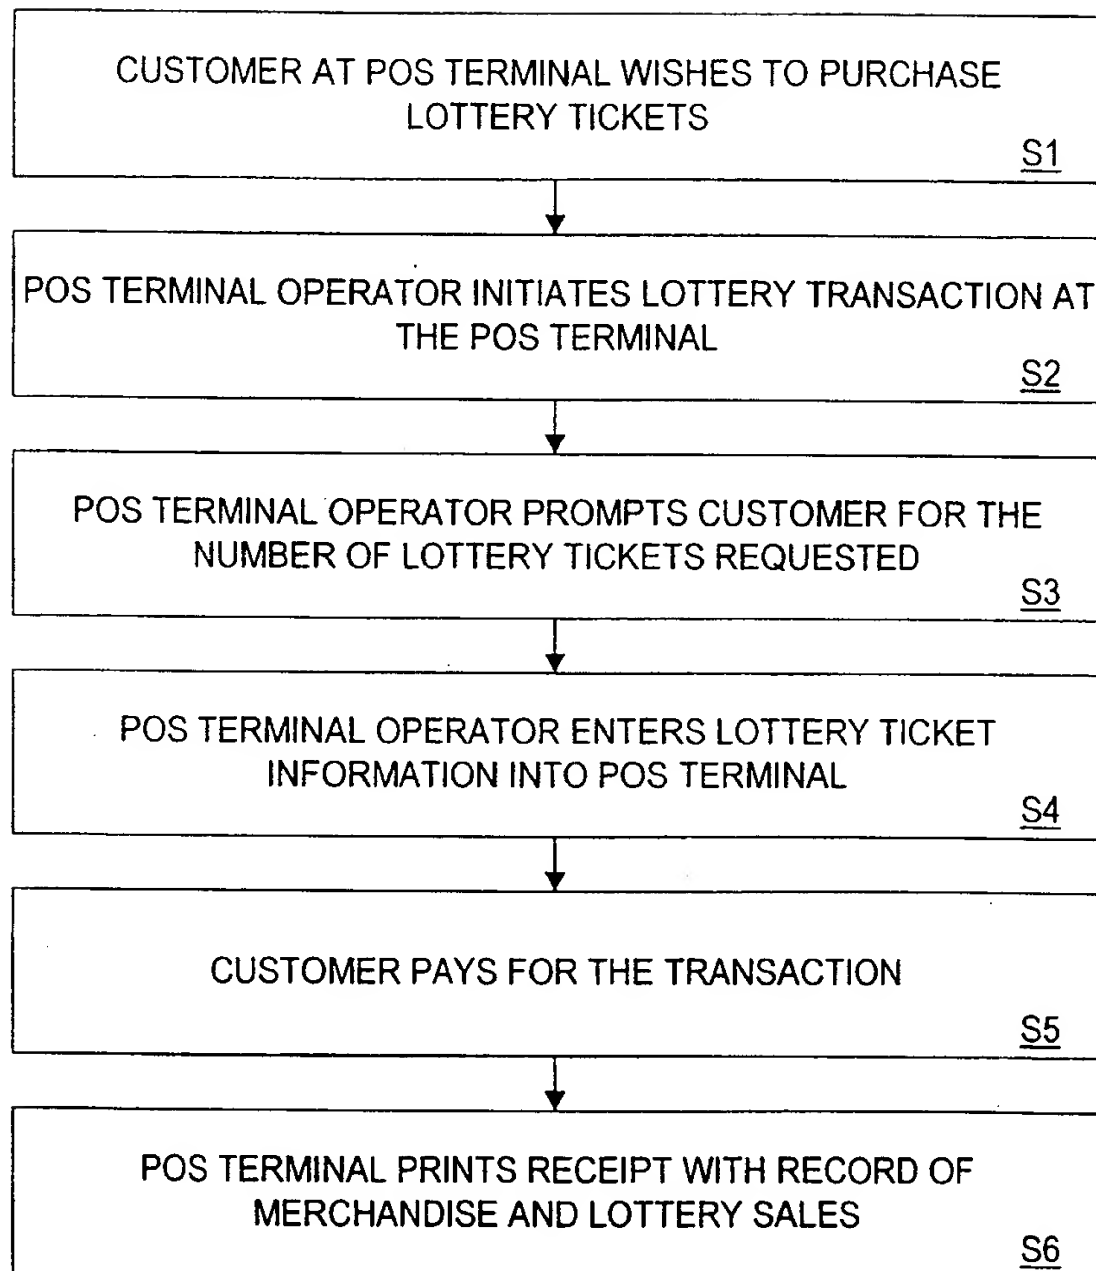 CUSTOMER AT POS TERMINAL WISHES TO PURCHASE
LOTTERY TICKETS
S1
POS TERMINAL OPERATOR INITIATES LOTTERY TRANSACTION AT
THE POS TERMINAL
S2
POS TERMINAL OPERATOR PROMPTS CUSTOMER FOR THE
NUMBER OF LOTTERY TICKETS REQUESTED
S3
POS TERMINAL OPERATOR ENTERS LOTTERY TICKET
INFORMATION INTO POS TERMINAL
S4
CUSTOMER PAYS FOR THE TRANSACTION
S5
POS TERMINAL PRINTS RECEIPT WITH RECORD OF
MERCHANDISE AND LOTTERY SALES
S6